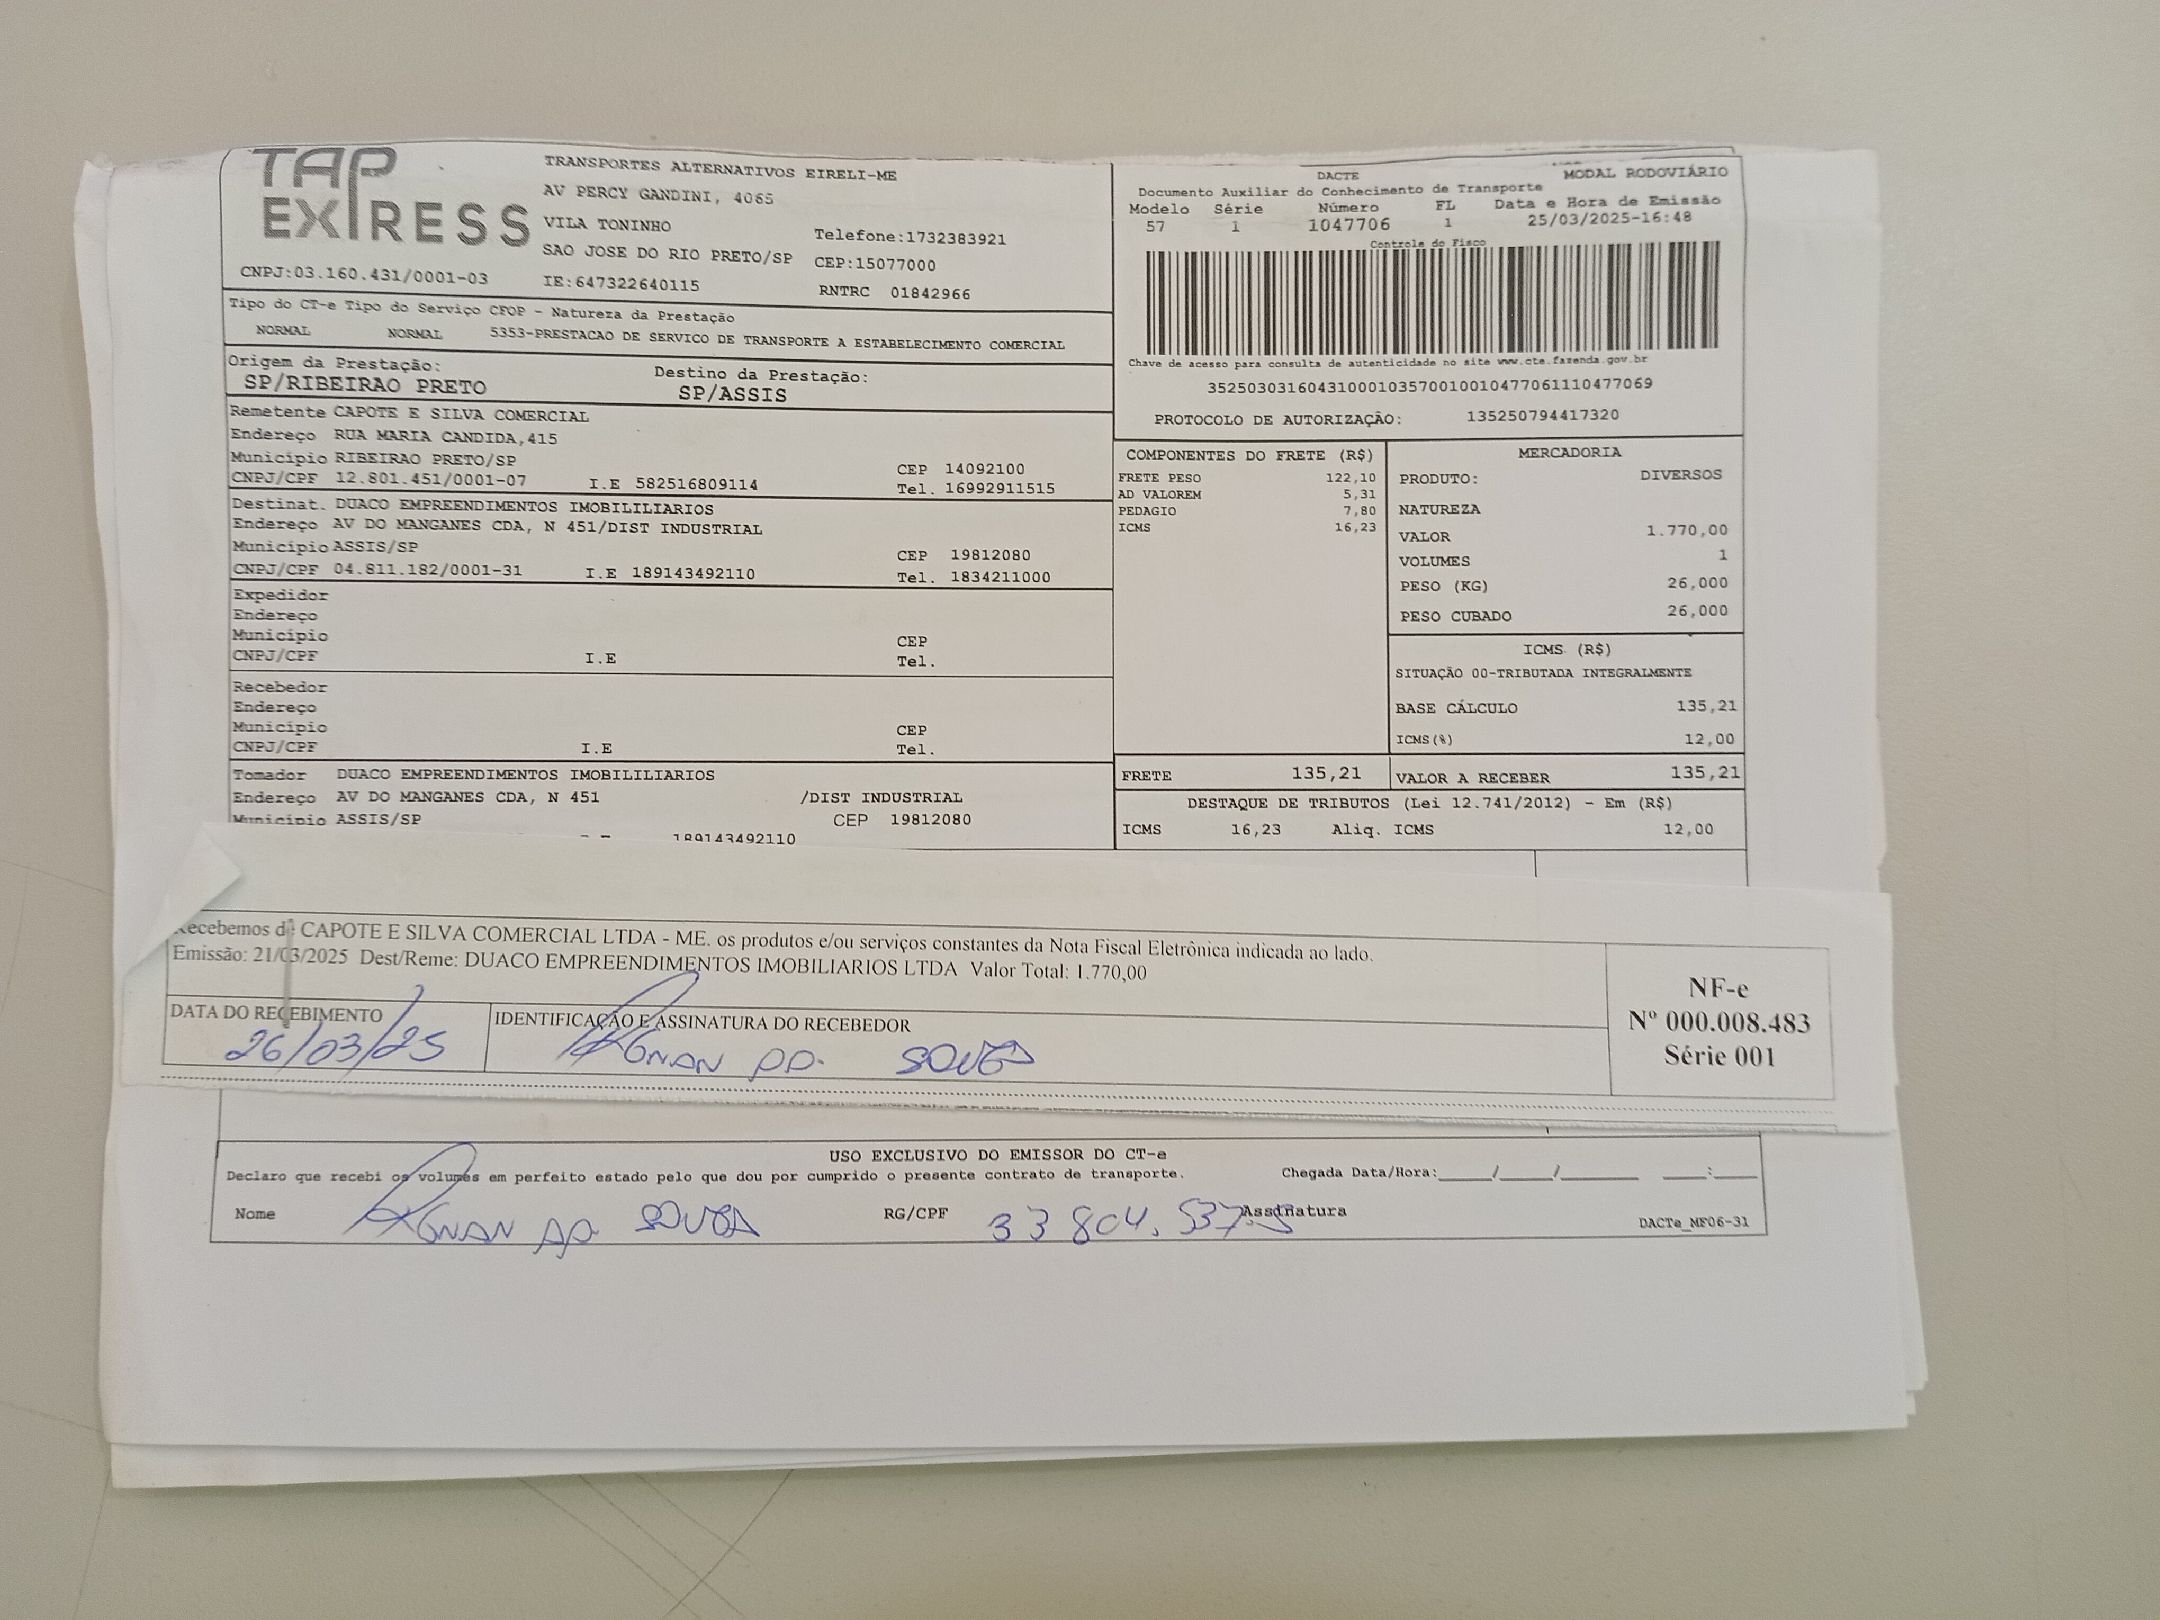 TAP
EXPRESS
CNPJ:03.160.431/0001-03
TRANSPORTES ALTERNATIVOS EIRELI-ME
AV PERCY GANDINI, 4065
VILA TONINHO
Telefone:1732383921
SAO JOSE DO RIO PRETO/SP CEP:15077000
IE:647322640115 RNTRC 01842966
DACTE MODAL RODOVIÁRIO
Documento Auxiliar do Conhecimento de Transporte
Modelo Série Número FL Data e Hora de Emissão
57 1 1047706 1 25/03/2025-16:48
Controle do Fisco
Chave de acesso para consulta de autenticidade no site www.cte.fazenda.gov.br
35250303160431000103570010010477061110477069
PROTOCOLO DE AUTORIZAÇÃO: 135250794417320
Tipo do CT-e Tipo do Serviço CFOP - Natureza da Prestação
NORMAL NORMAL 5353-PRESTACAO DE SERVICO DE TRANSPORTE A ESTABELECIMENTO COMERCIAL
Origem da Prestação: Destino da Prestação:
SP/RIBEIRAO PRETO SP/ASSIS
Remetente CAPOTE E SILVA COMERCIAL
Endereço RUA MARIA CANDIDA,415
Município RIBEIRAO PRETO/SP CEP 14092100
CNPJ/CPF 12.801.451/0001-07 I.E 582516809114 Tel. 16992911515
Destinat. DUACO EMPREENDIMENTOS IMOBILILIARIOS
Endereço AV DO MANGANES CDA, N 451/DIST INDUSTRIAL
Município ASSIS/SP CEP 19812080
CNPJ/CPF 04.811.182/0001-31 I.E 189143492110 Tel. 1834211000
Expedidor
Endereço
Município CEP
CNPJ/CPF I.E Tel.
Recebedor
Endereço
Município CEP
CNPJ/CPF I.E Tel.
Tomador DUACO EMPREENDIMENTOS IMOBILILIARIOS
Endereço AV DO MANGANES CDA, N 451 /DIST INDUSTRIAL
Município ASSIS/SP CEP 19812080
189143492110
COMPONENTES DO FRETE (R$)
FRETE PESO 122,10
AD VALOREM 5,31
PEDAGIO 7,80
ICMS 16,23
MERCADORIA
PRODUTO: DIVERSOS
NATUREZA
VALOR 1.770,00
VOLUMES 1
PESO (KG) 26,000
PESO CUBADO 26,000
ICMS (R$)
SITUAÇÃO 00-TRIBUTADA INTEGRALMENTE
BASE CÁLCULO 135,21
ICMS(%) 12,00
FRETE 135,21 VALOR A RECEBER 135,21
DESTAQUE DE TRIBUTOS (Lei 12.741/2012) - Em (R$)
ICMS 16,23 Aliq. ICMS 12,00
Recebemos de CAPOTE E SILVA COMERCIAL LTDA - ME. os produtos e/ou serviços constantes da Nota Fiscal Eletrônica indicada ao lado.
Emissão: 21/03/2025 Dest/Reme: DUACO EMPREENDIMENTOS IMOBILIARIOS LTDA Valor Total: 1.770,00
DATA DO RECEBIMENTO IDENTIFICAÇÃO E ASSINATURA DO RECEBEDOR
26/03/25 SOUZA
NF-e
Nº 000.008.483
Série 001
USO EXCLUSIVO DO EMISSOR DO CT-e
Declaro que recebi os volumes em perfeito estado pelo que dou por cumprido o presente contrato de transporte. Chegada Data/Hora:____/____/______ ____:____
Nome SOUZA RG/CPF 33 804. 537.5 Assinatura
DACTe_MF06-31